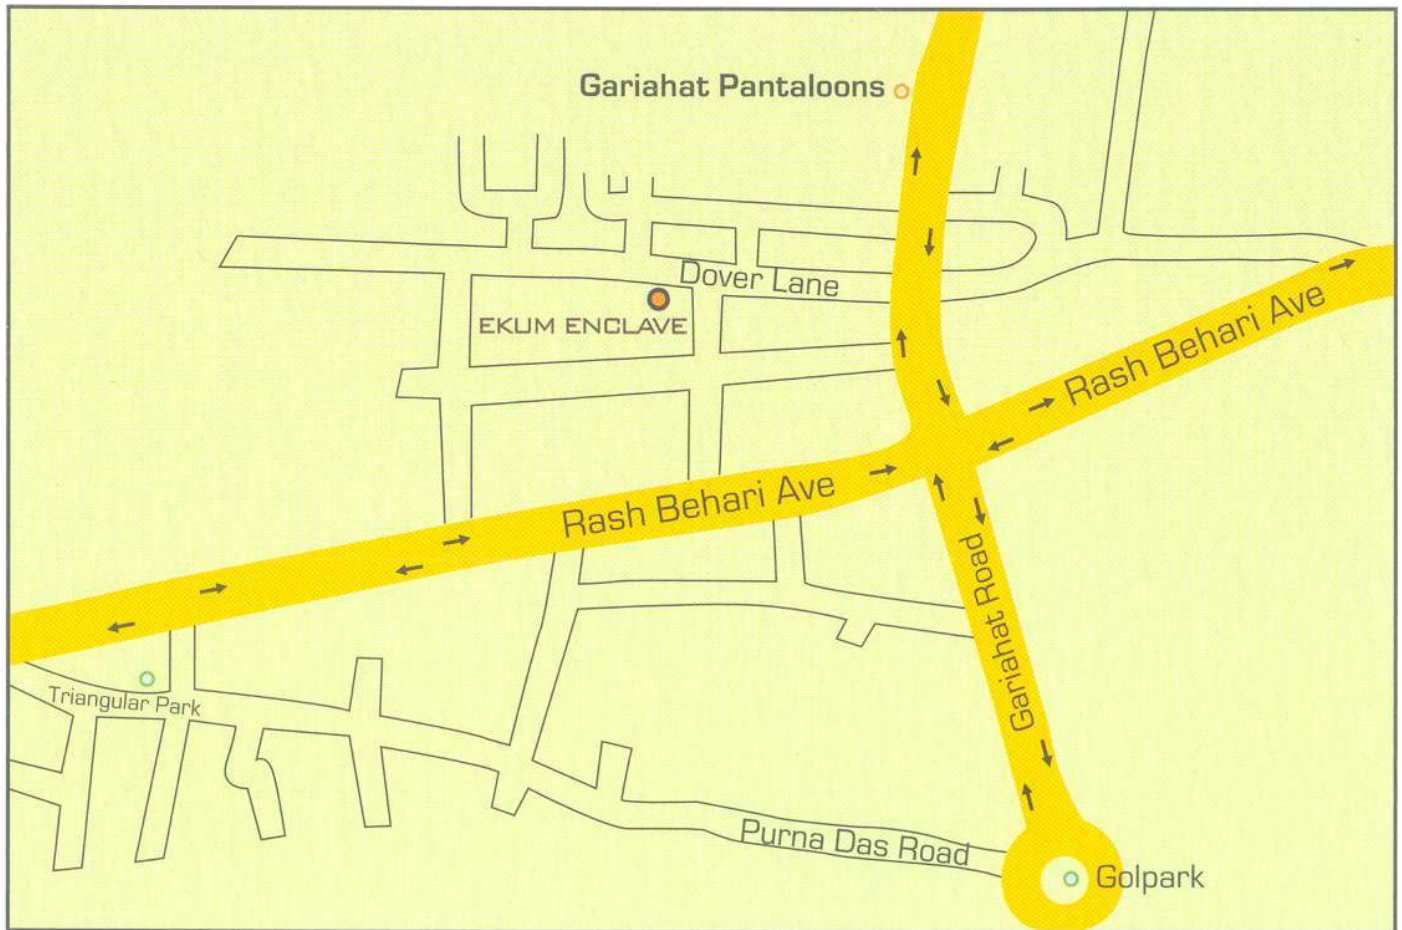 Gariahat Pantaloons
Dover Lane
EKUM ENCLAVE
Rash Behari Ave
Rash Behari Ave
Gariahat Road
Triangular Park
Purna Das Road
Golpark